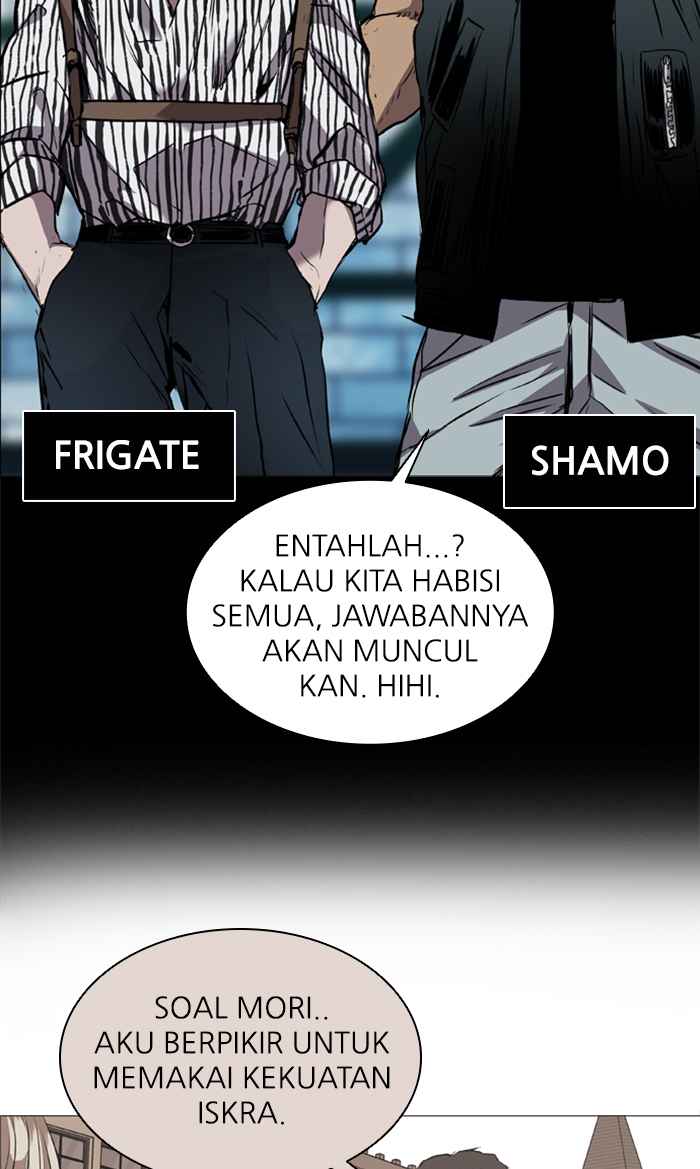 FRIGATE
SHAMO
ENTAHLAH...?
KALAU KITA HABISI
SEMUA, JAWABANNYA
AKAN MUNCUL
KAN. HIHI.
SOAL MORI..
AKU BERPIKIR UNTUK
MEMAKAI KEKUATAN
ISKRA.